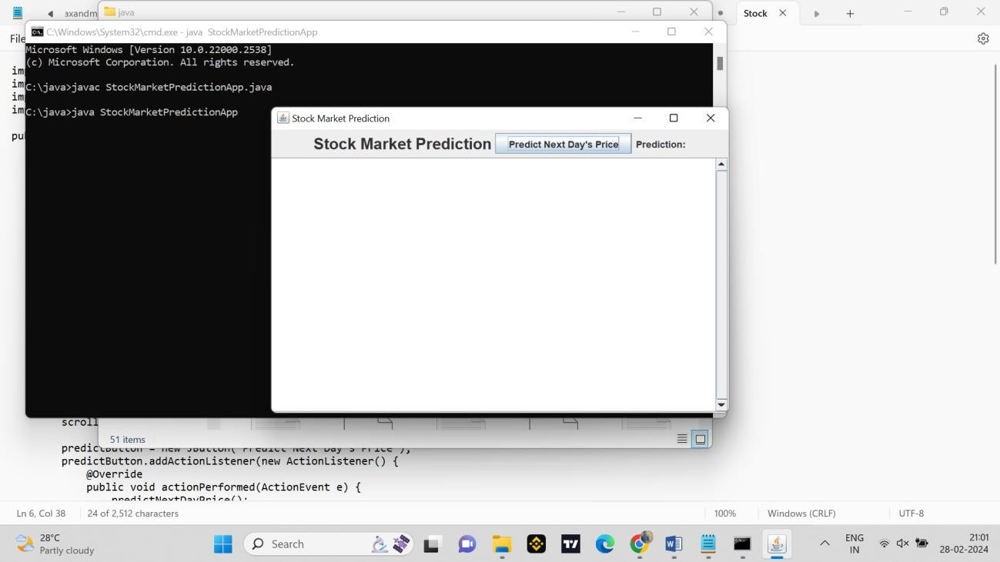 axandm
java
Stock
File
C:\Windows\System32\cmd.exe - java  StockMarketPredictionApp
Microsoft Windows [Version 10.0.22000.2538]
(c) Microsoft Corporation. All rights reserved.
C:\java>javac StockMarketPredictionApp.java
C:\java>java StockMarketPredictionApp
im
im
im
im
pu
Stock Market Prediction
Stock Market Prediction
Predict Next Day's Price
Prediction:
scroll
51 items
predictButton = new JButton("Predict Next Day's Price");
predictButton.addActionListener(new ActionListener() {
@Override
public void actionPerformed(ActionEvent e) {
predictNextDayPrice();
Ln 6, Col 38
24 of 2,512 characters
100%
Windows (CRLF)
UTF-8
28°C
Partly cloudy
Search
ENG
IN
21:01
28-02-2024